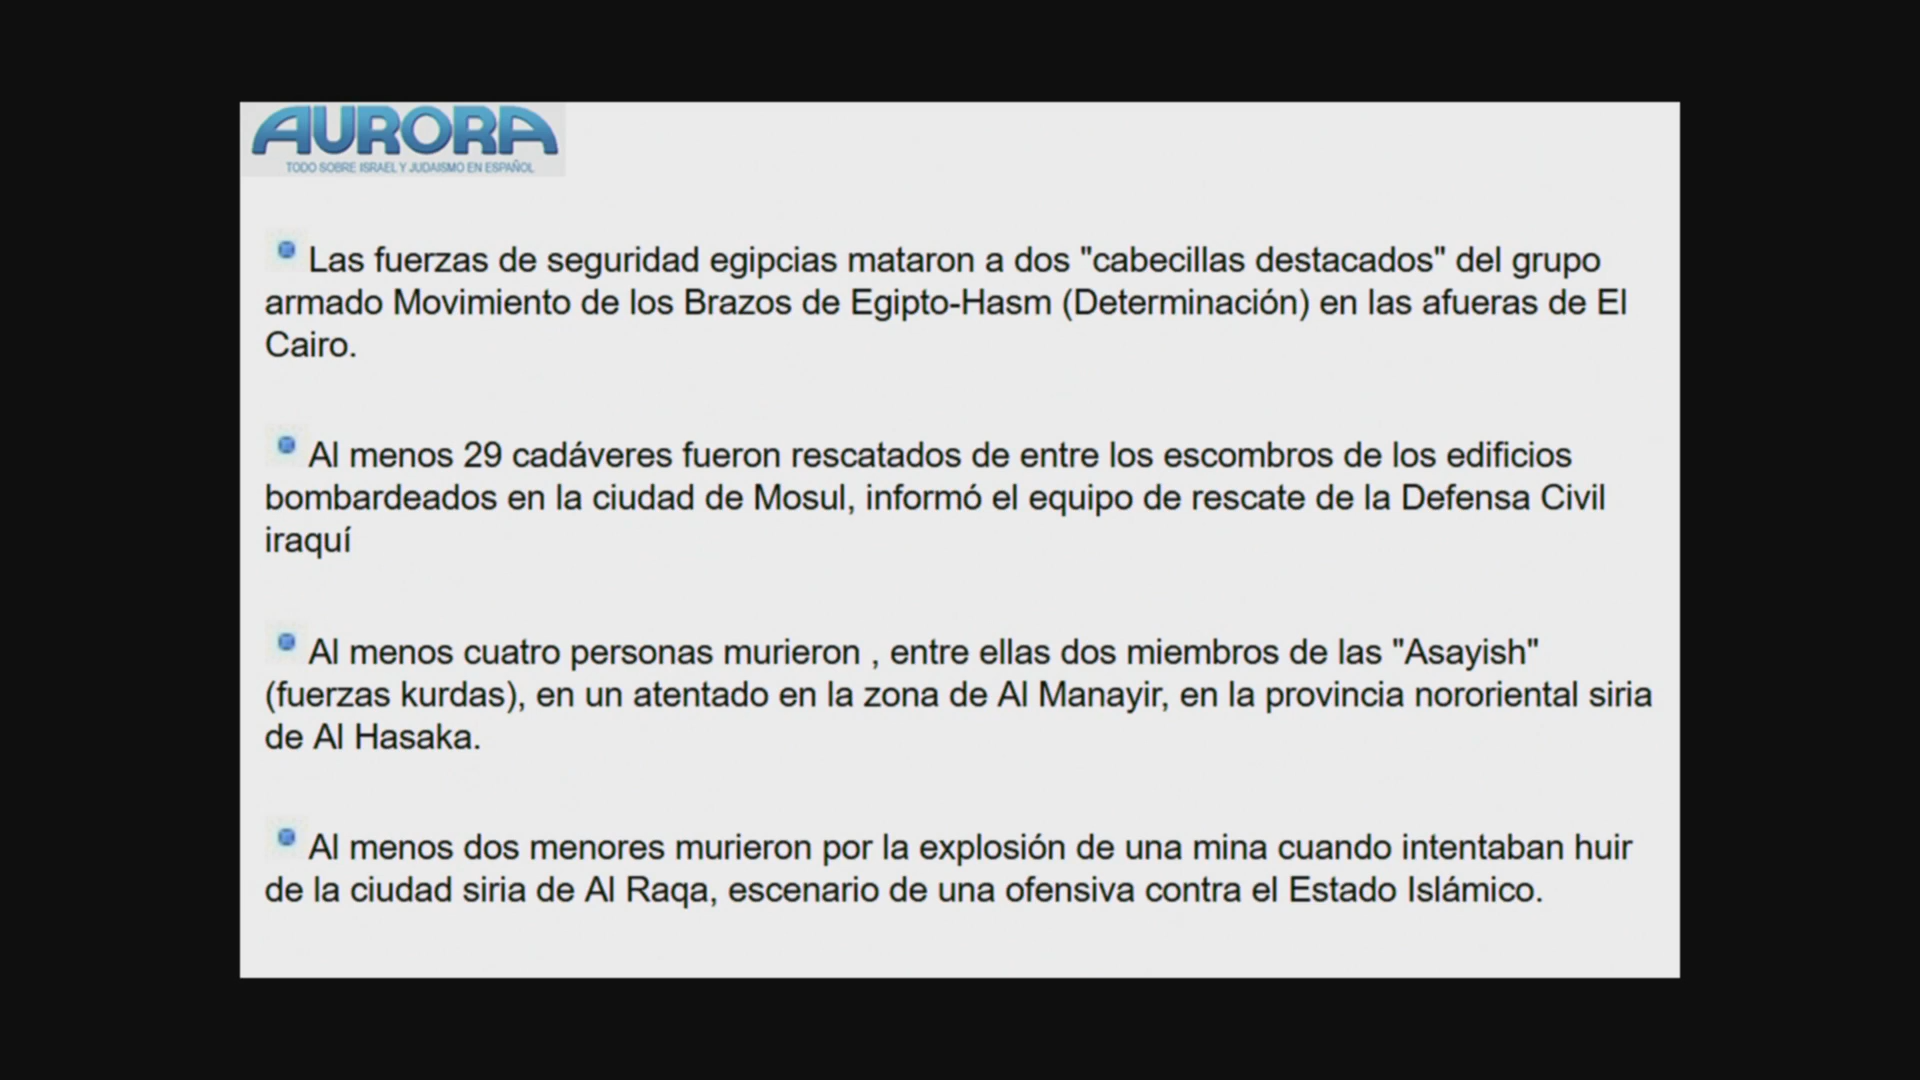 AURORA
TODO SOBRE ISRAEL Y JUDAISMO EN ESPAÑOL
Las fuerzas de seguridad egipcias mataron a dos "cabecillas destacados" del grupo
armado Movimiento de los Brazos de Egipto-Hasm (Determinación) en las afueras de El
Cairo.
Al menos 29 cadáveres fueron rescatados de entre los escombros de los edificios
bombardeados en la ciudad de Mosul, informó el equipo de rescate de la Defensa Civil
iraquí
Al menos cuatro personas murieron , entre ellas dos miembros de las "Asayish"
(fuerzas kurdas), en un atentado en la zona de Al Manayir, en la provincia nororiental siria
de Al Hasaka.
Al menos dos menores murieron por la explosión de una mina cuando intentaban huir
de la ciudad siria de Al Raqa, escenario de una ofensiva contra el Estado Islámico.